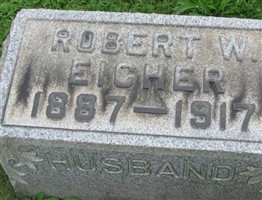 ROBERT W.
EICHER
1887—1917
HUSBAND